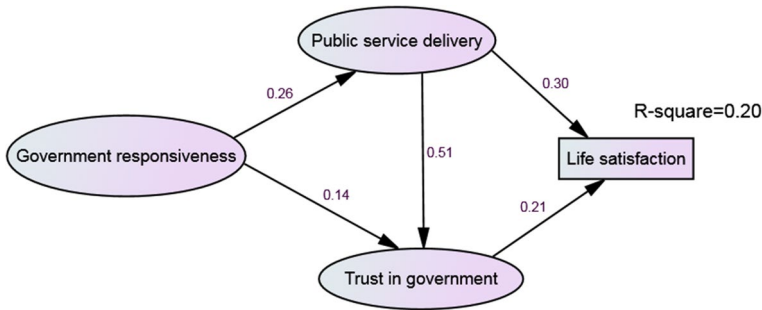 Public service delivery
0.26
0.30
R-square=0.20
Government responsiveness
0.51
Life satisfaction
0.14
0.21
Trust in government